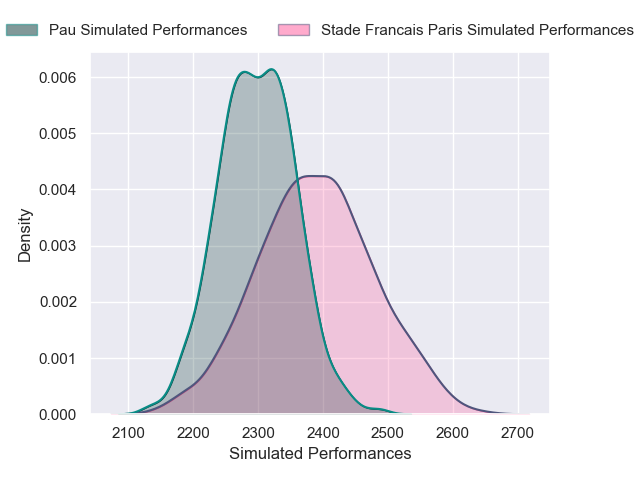 Pau Simulated Performances
Stade Francais Paris Simulated Performances
0.006
0.005
0.004
0.003
0.002
0.001
0.000
Density
2100 2200 2300 2400 2500 2600 2700
Simulated Performances